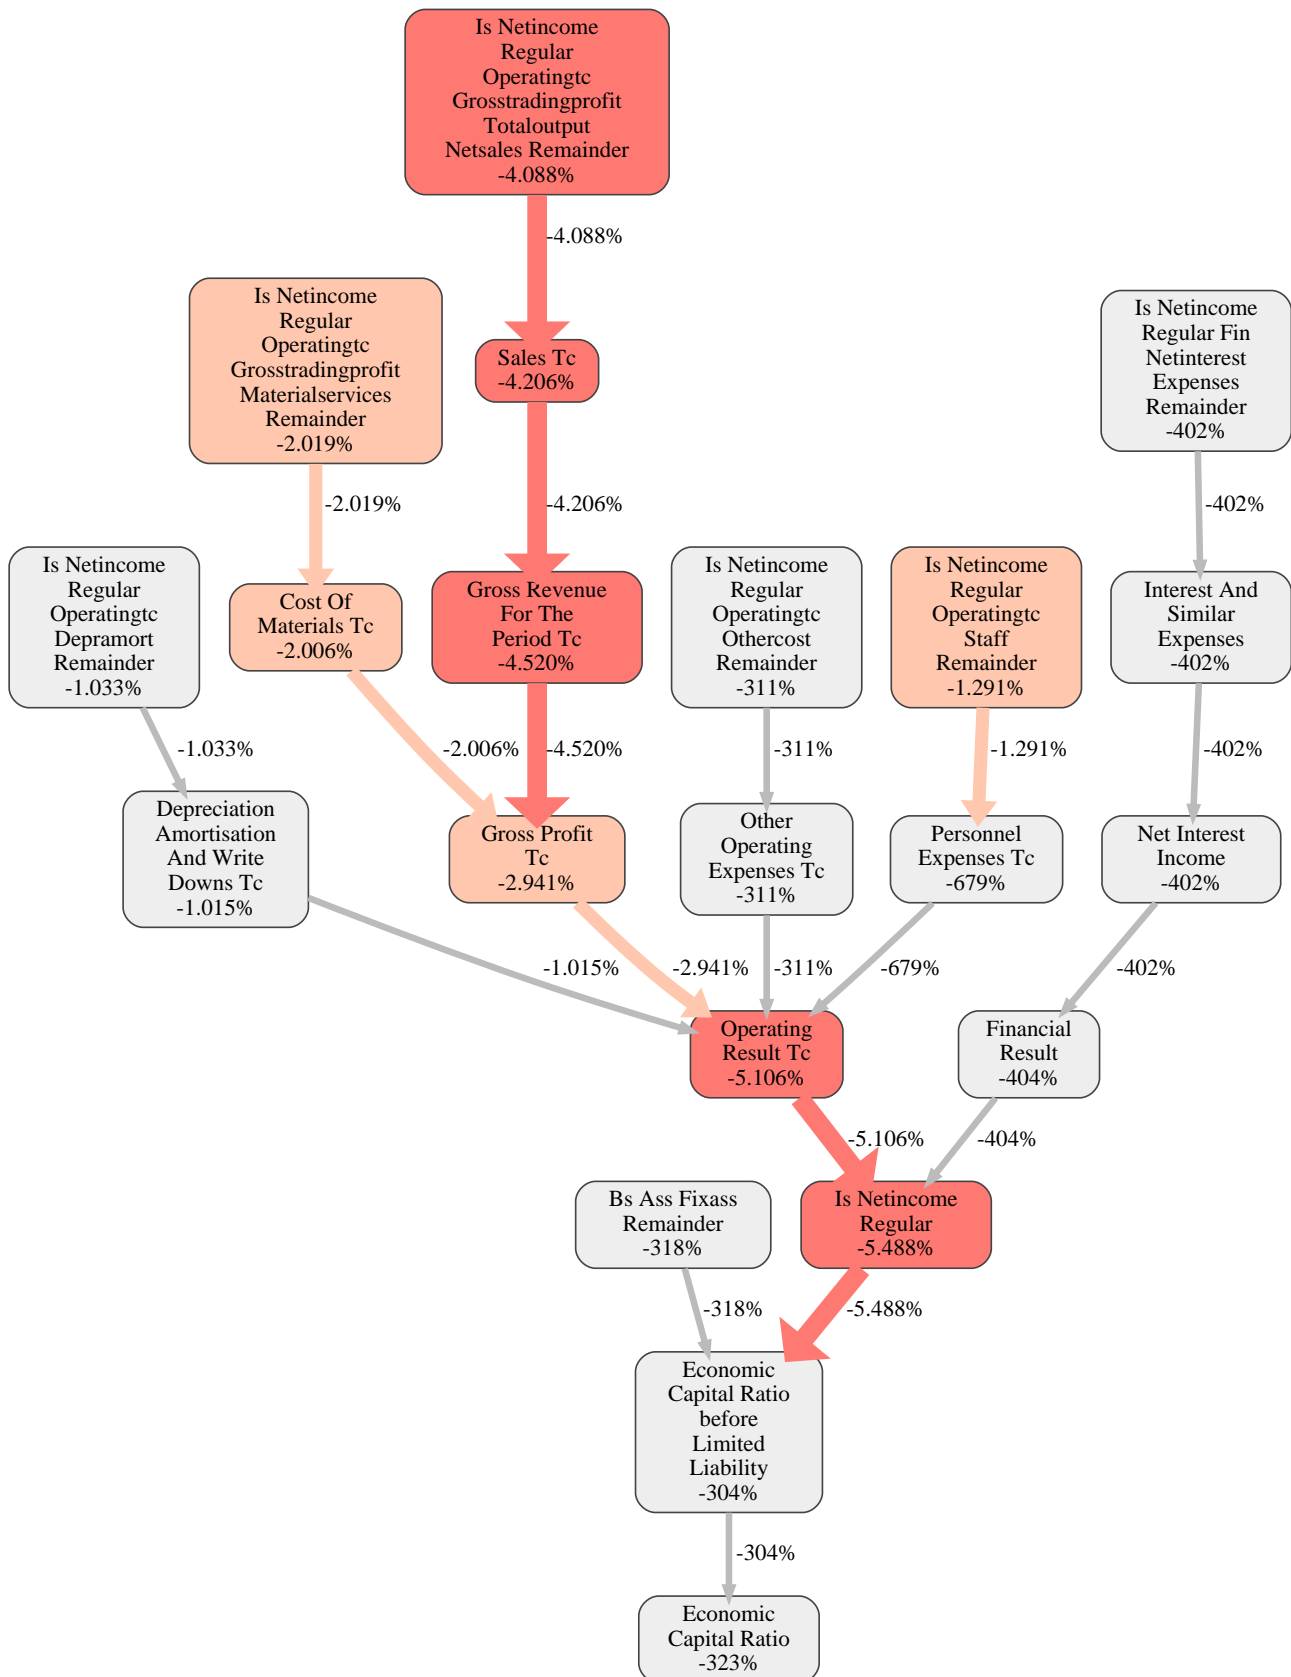 Is Netincome
Regular
Operatingtc
Grosstradingprofit
Totaloutput
Netsales Remainder
-4.088%
-4.088%
Is Netincome
Regular
Operatingtc
Grosstradingprofit
Materialservices
Remainder
-2.019%
Is Netincome
Regular Fin
Netinterest
Expenses
Remainder
-402%
Sales Tc
-4.206%
-2.019%
-4.206%
-402%
Is Netincome
Regular
Operatingtc
Depramort
Remainder
-1.033%
Cost Of
Materials Tc
-2.006%
Gross Revenue
For The
Period Tc
-4.520%
Is Netincome
Regular
Operatingtc
Othercost
Remainder
-311%
Is Netincome
Regular
Operatingtc
Staff
Remainder
-1.291%
Interest And
Similar
Expenses
-402%
-1.033%
-2.006%
-4.520%
-311%
-1.291%
-402%
Depreciation
Amortisation
And Write
Downs Tc
-1.015%
Gross Profit
Tc
-2.941%
Other
Operating
Expenses Tc
-311%
Personnel
Expenses Tc
-679%
Net Interest
Income
-402%
-1.015%
-2.941%
-311%
-679%
-402%
Operating
Result Tc
-5.106%
Financial
Result
-404%
-5.106%
-404%
Bs Ass Fixass
Remainder
-318%
Is Netincome
Regular
-5.488%
-318%
-5.488%
Economic
Capital Ratio
before
Limited
Liability
-304%
-304%
Economic
Capital Ratio
-323%